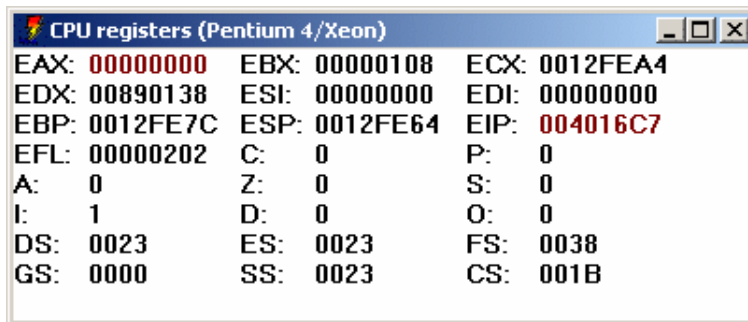 CPU registers (Pentium 4/Xeon)
EAX: 00000000 EBX: 00000108 ECX: 0012FEA4
EDX: 00890138 ESI: 00000000 EDI: 00000000
EBP: 0012FE7C ESP: 0012FE64 EIP: 004016C7
EFL: 00000202 C: 0 P: 0
A: 0 Z: 0 S: 0
I: 1 D: 0 O: 0
DS: 0023 ES: 0023 FS: 0038
GS: 0000 SS: 0023 CS: 001B